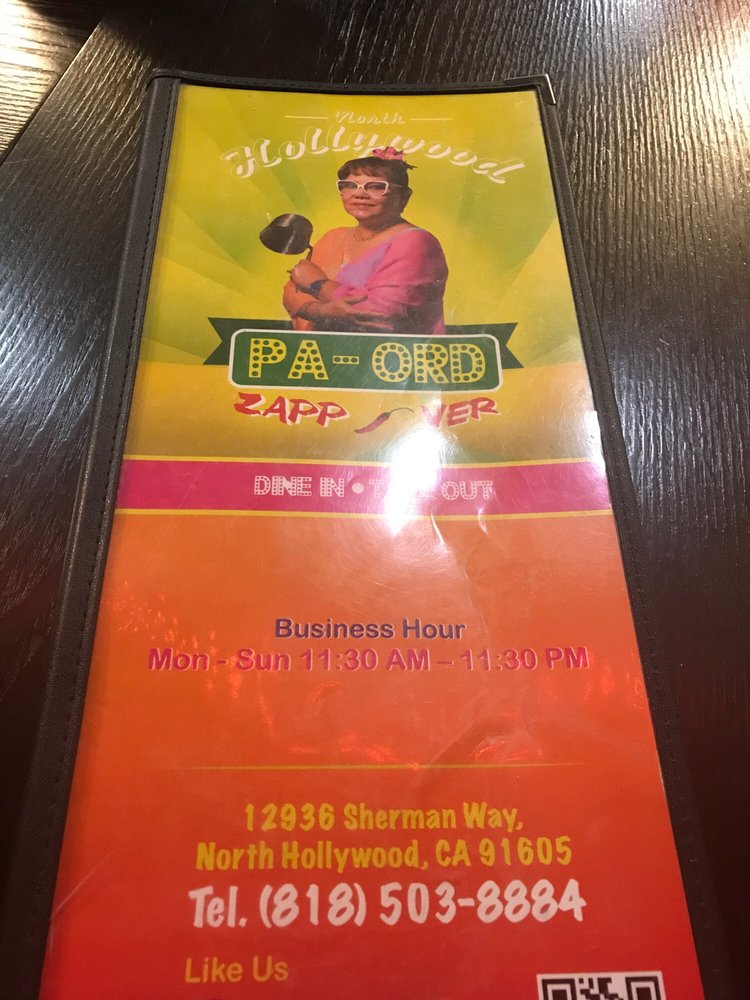 North
Hollywood
PA-ORD
ZAPP VER
DINE IN • OUT
Business Hour
Mon - Sun 11:30 AM – 11:30 PM
12936 Sherman Way,
North Hollywood, CA 91605
Tel. (818) 503-8884
Like Us